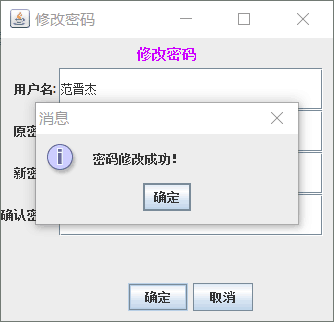 修改密码
修改密码
用户名: 范晋杰
消息
原密
密码修改成功!
新密
确定
确认密
确定 取消